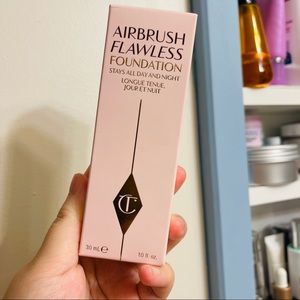 AIRBRUSH
FLAWLESS
FOUNDATION
STAYS ALL DAY AND NIGHT
LONGUE TENUE,
JOUR ET NUIT
CT
30 mL ℮ 1.0 fl. oz.